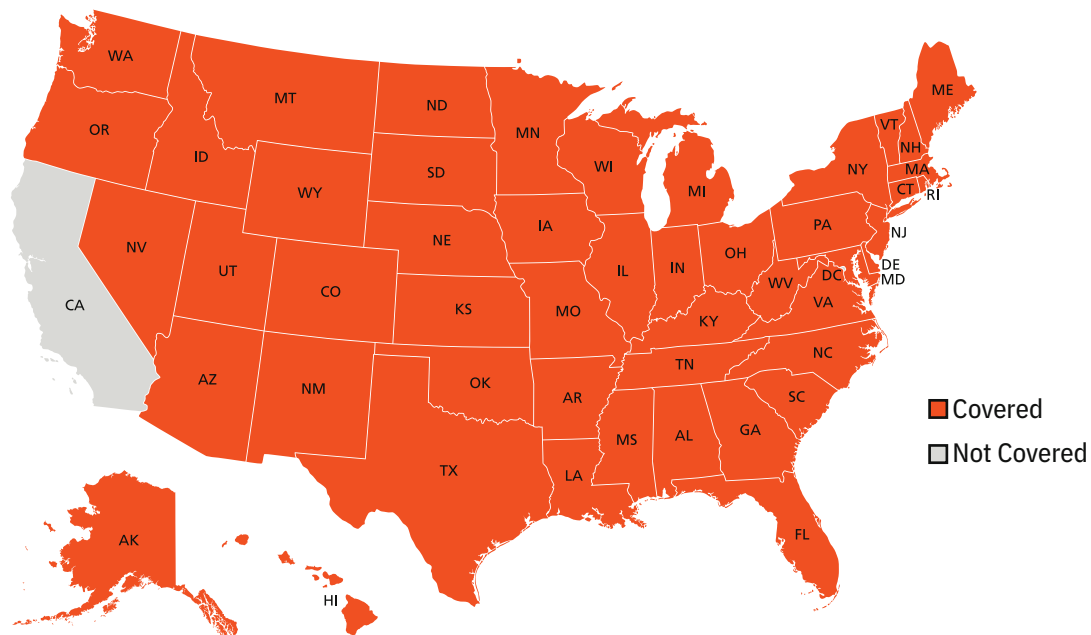 WA
OR
CA
ID
NV
MT
WY
UT
AZ
CO
NM
ND
SD
NE
KS
OK
TX
MN
IA
MO
AR
LA
WI
IL
MS
MI
IN
KY
TN
AL
OH
WV
GA
FL
SC
NC
VA
DC
PA
NY
VT
NH
ME
MA
CT
RI
NJ
DE
MD
AK
HI
Covered
Not Covered